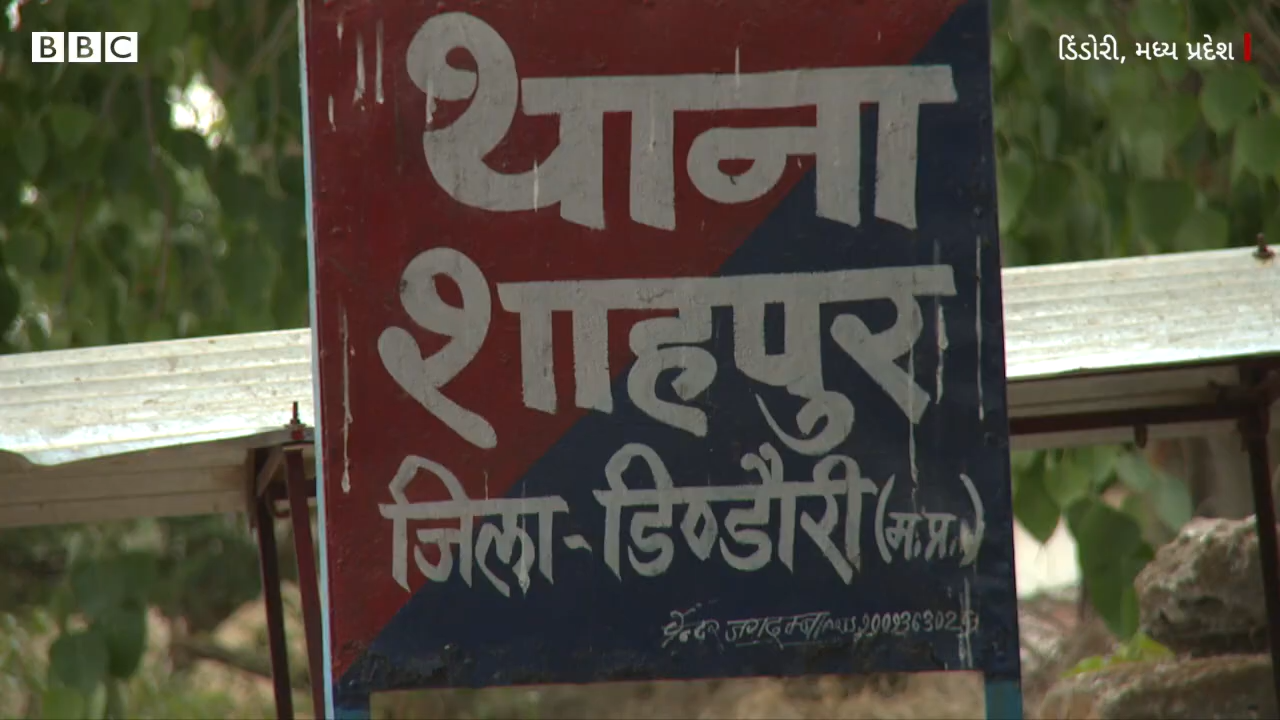 BBC
ડિંડોરી, મધ્ય પ્રદેશ
थाना
शाहपुर
जिला-डिण्डौरी (म.प्र.)